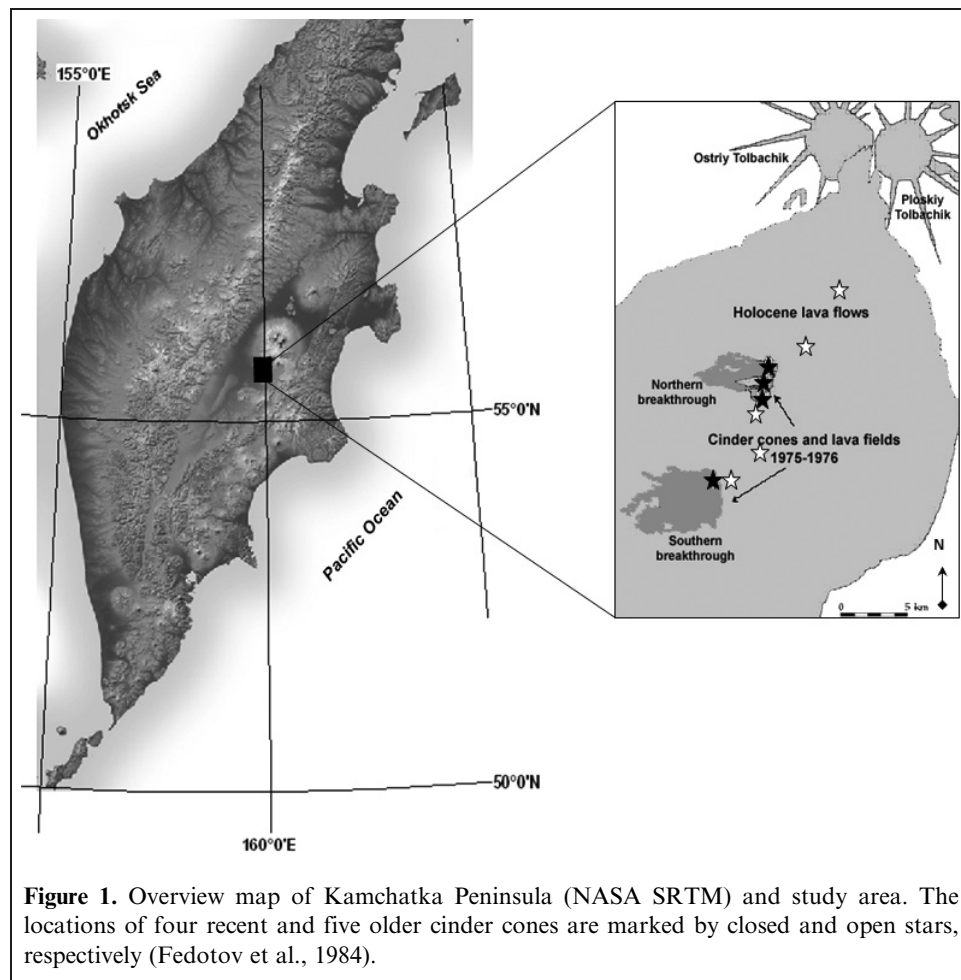 155°0'E
Okhotsk Sea
Ostriy Tolbachik
Ploskiy
Tolbachik
Holocene lava flows
Northern
breakthrough
55°0'N
Cinder cones and lava fields
1975-1976
Pacific Ocean
Southern
breakthrough
N
0 5 km
50°0'N
160°0'E
Figure 1. Overview map of Kamchatka Peninsula (NASA SRTM) and study area. The
locations of four recent and five older cinder cones are marked by closed and open stars,
respectively (Fedotov et al., 1984).